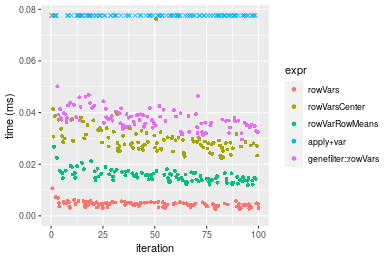 0.08
0.06
0.04
0.02
0.00
time (ms)
0
25
50
75
100
iteration
expr
rowVars
rowVarsCenter
rowVarRowMeans
apply+var
genefilter::rowVars